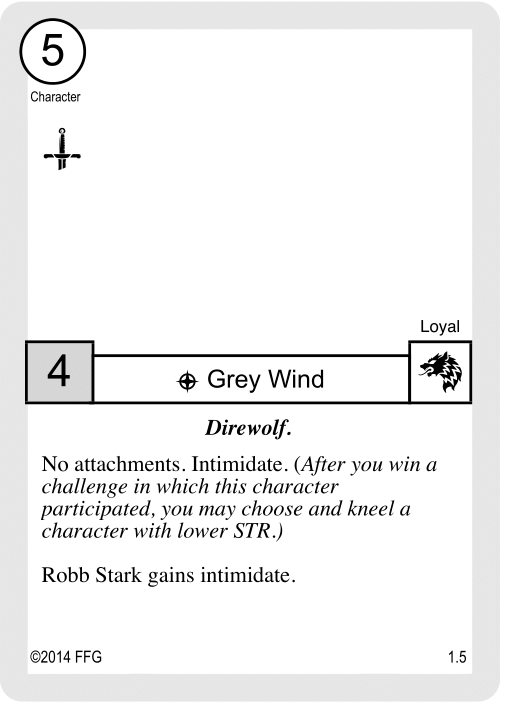 5
Character
Loyal
4
Grey Wind
Direwolf.
No attachments. Intimidate. (After you win a
challenge in which this character
participated, you may choose and kneel a
character with lower STR.)
Robb Stark gains intimidate.
©2014 FFG
1.5